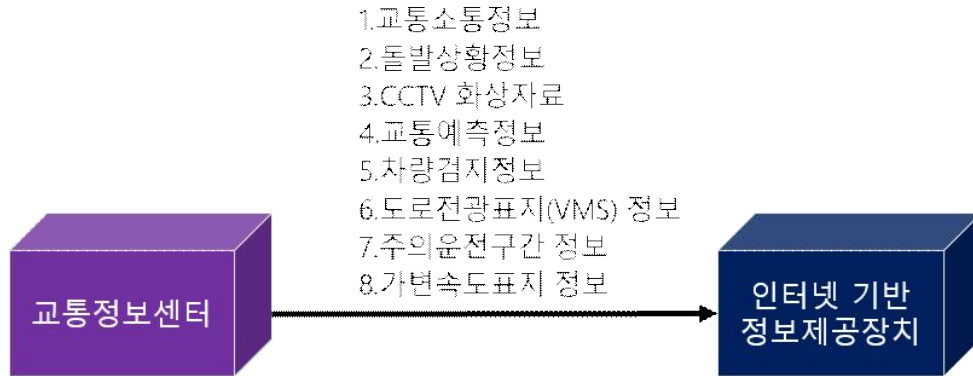 1.교통소통정보
2.돌발상황정보
3.CCTV 화상자료
4.교통예측정보
5.차량검지정보
6.도로전광표지(VMS) 정보
7.주의운전구간 정보
8.가변속도표지 정보
교통정보센터
인터넷 기반
정보제공장치